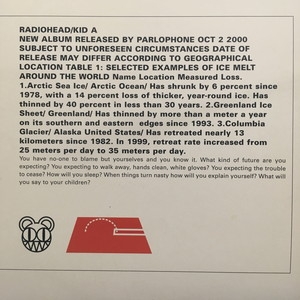 RADIOHEAD/KID A
NEW ALBUM RELEASED BY PARLOPHONE OCT 2 2000
SUBJECT TO UNFORESEEN CIRCUMSTANCES DATE OF
RELEASE MAY DIFFER ACCORDING TO GEOGRAPHICAL
LOCATION TABLE 1: SELECTED EXAMPLES OF ICE MELT
AROUND THE WORLD Name Location Measured Loss.
1.Arctic Sea Ice/ Arctic Ocean/ Has shrunk by 6 percent since
1978, with a 14 percent loss of thicker, year-round ice. Has
thinned by 40 percent in less than 30 years. 2.Greenland Ice
Sheet/ Greenland/ Has thinned by more than a meter a year
on its southern and eastern edges since 1993. 3.Columbia
Glacier/ Alaska United States/ Has retreated nearly 13
kilometers since 1982. In 1999, retreat rate increased from
25 meters per day to 35 meters per day.
You have no-one to blame but yourselves and you know it. What kind of future are you
expecting? You expecting to walk away, hands clean, white gloves? You expecting the trouble
to cease? How will you sleep? When things turn nasty how will you explain yourself? What will
you say to your children?